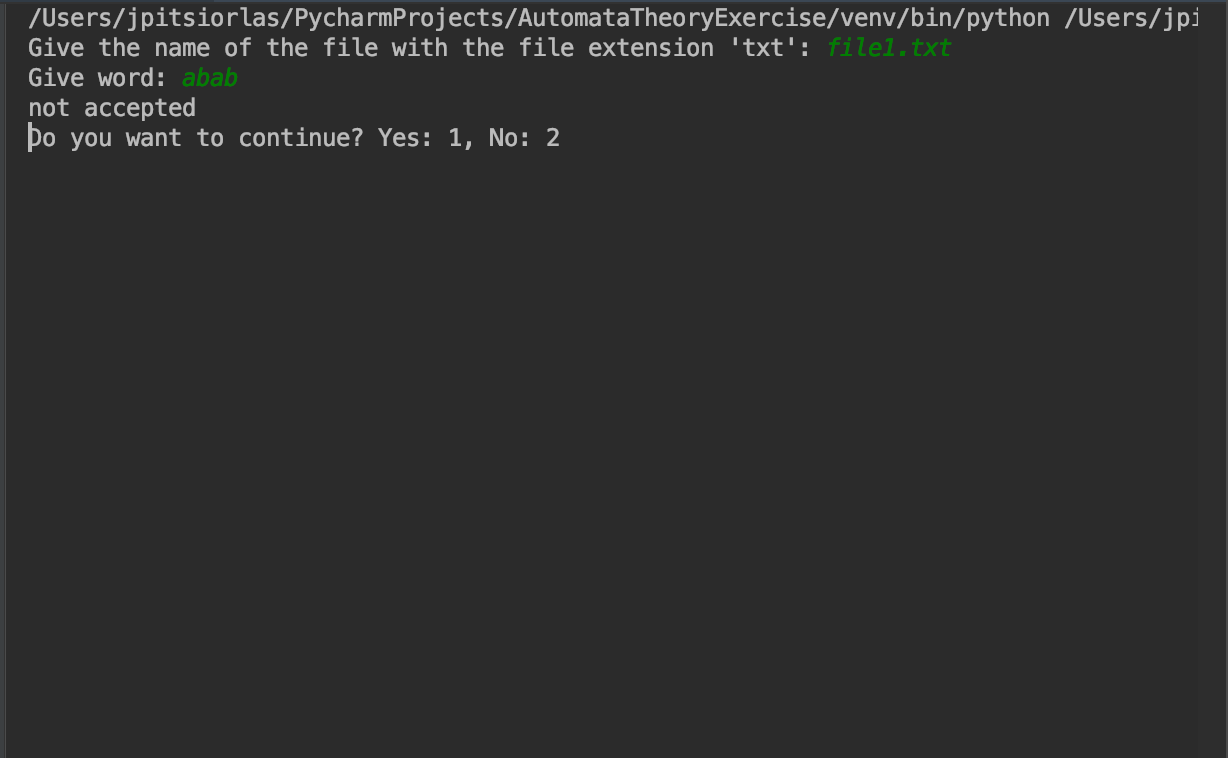 /Users/jpitsiorlas/PycharmProjects/AutomataTheoryExercise/venv/bin/python /Users/jpi
Give the name of the file with the file extension 'txt': file1.txt
Give word: abab
not accepted
Do you want to continue? Yes: 1, No: 2